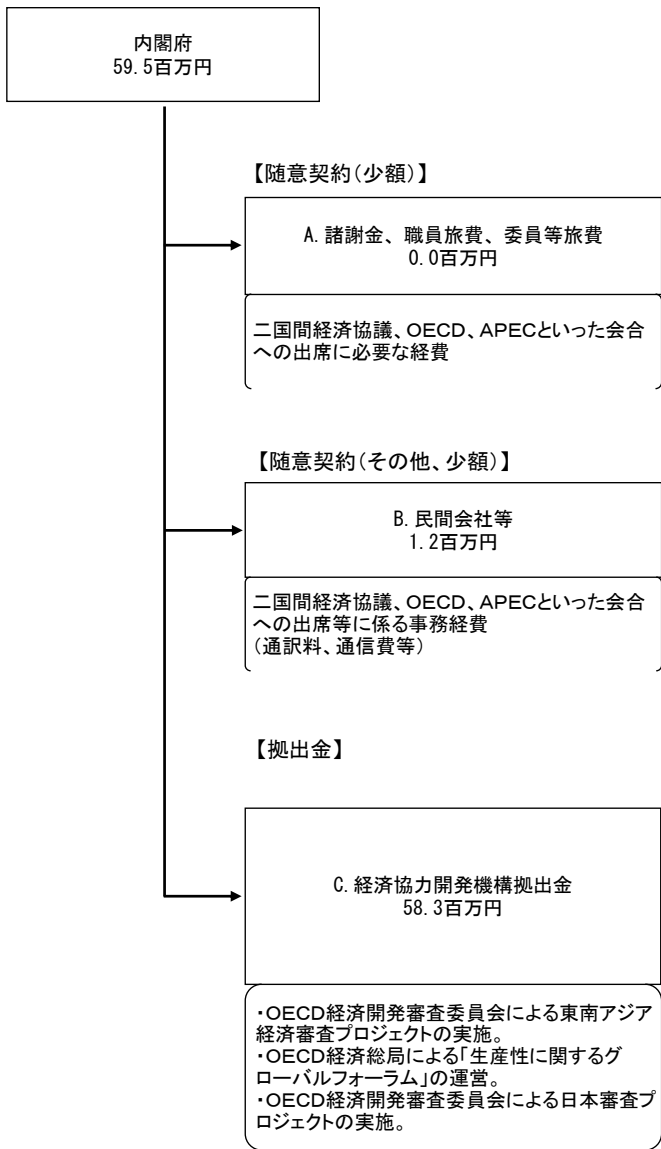 内閣府
59.5百万円
【随意契約(少額)】
A.諸謝金、職員旅費、委員等旅費
0.0百万円
二国間経済協議、OECD、APECといった会合
への出席に必要な経費
【随意契約(その他、少額)】
B.民間会社等
1.2百万円
二国間経済協議、OECD、APECといった会合
への出席等に係る事務経費
(通訳料、通信費等)
【拠出金】
C.経済協力開発機構拠出金
58.3百万円
・OECD経済開発審査委員会による東南アジア
経済審査プロジェクトの実施。
・OECD経済総局による「生産性に関するグ
ローバルフォーラム」の運営。
・OECD経済開発審査委員会による日本審査プ
ロジェクトの実施。